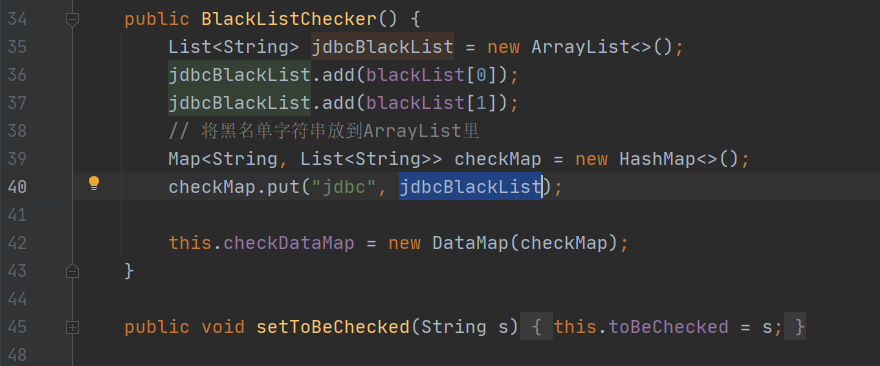 34 public BlackListChecker() {
35 List<String> jdbcBlackList = new ArrayList<>();
36 jdbcBlackList.add(blackList[0]);
37 jdbcBlackList.add(blackList[1]);
38 // 将黑名单字符串放到ArrayList里
39 Map<String, List<String>> checkMap = new HashMap<>();
40 checkMap.put("jdbc", jdbcBlackList);
41
42 this.checkDataMap = new DataMap(checkMap);
43 }
44
45 public void setToBeChecked(String s) { this.toBeChecked = s; }
48